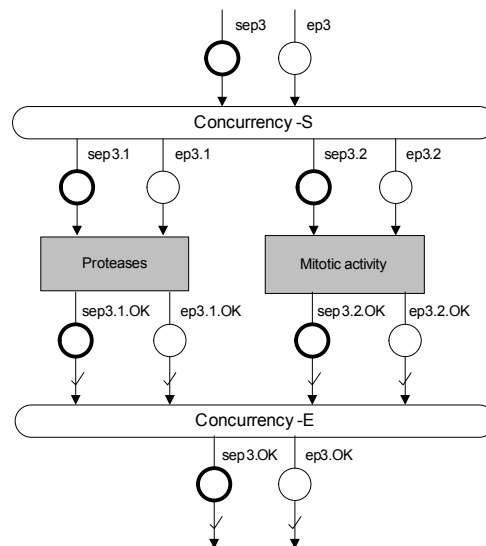 sep3 ep3
Concurrency -S
sep3.1 ep3.1 sep3.2 ep3.2
Proteases Mitotic activity
sep3.1.OK ep3.1.OK sep3.2.OK ep3.2.OK
Concurrency -E
sep3.OK ep3.OK